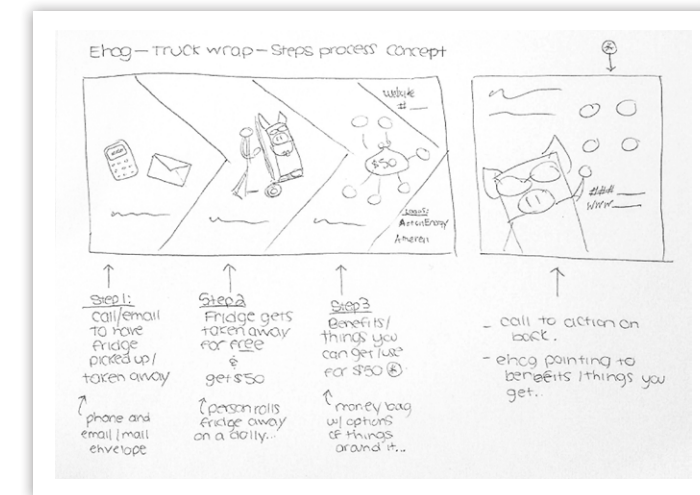 Ehog - Truck wrap - Steps process concept
website
# __
$50
Logos:
ActOnEnergy
Ameren
###
www
Step 1:
call/email
to have
fridge
picked up/
taken away
phone and
email/mail
envelope
Step 2
Fridge gets
taken away
for free
&
get $50
person rolls
fridge away
on a dolly...
Step 3
Benefits/
things you
can get/use
for $50
money bag
w/ options
of things
around it...
- call to action on
back.
- ehog pointing to
benefits/things you
get..